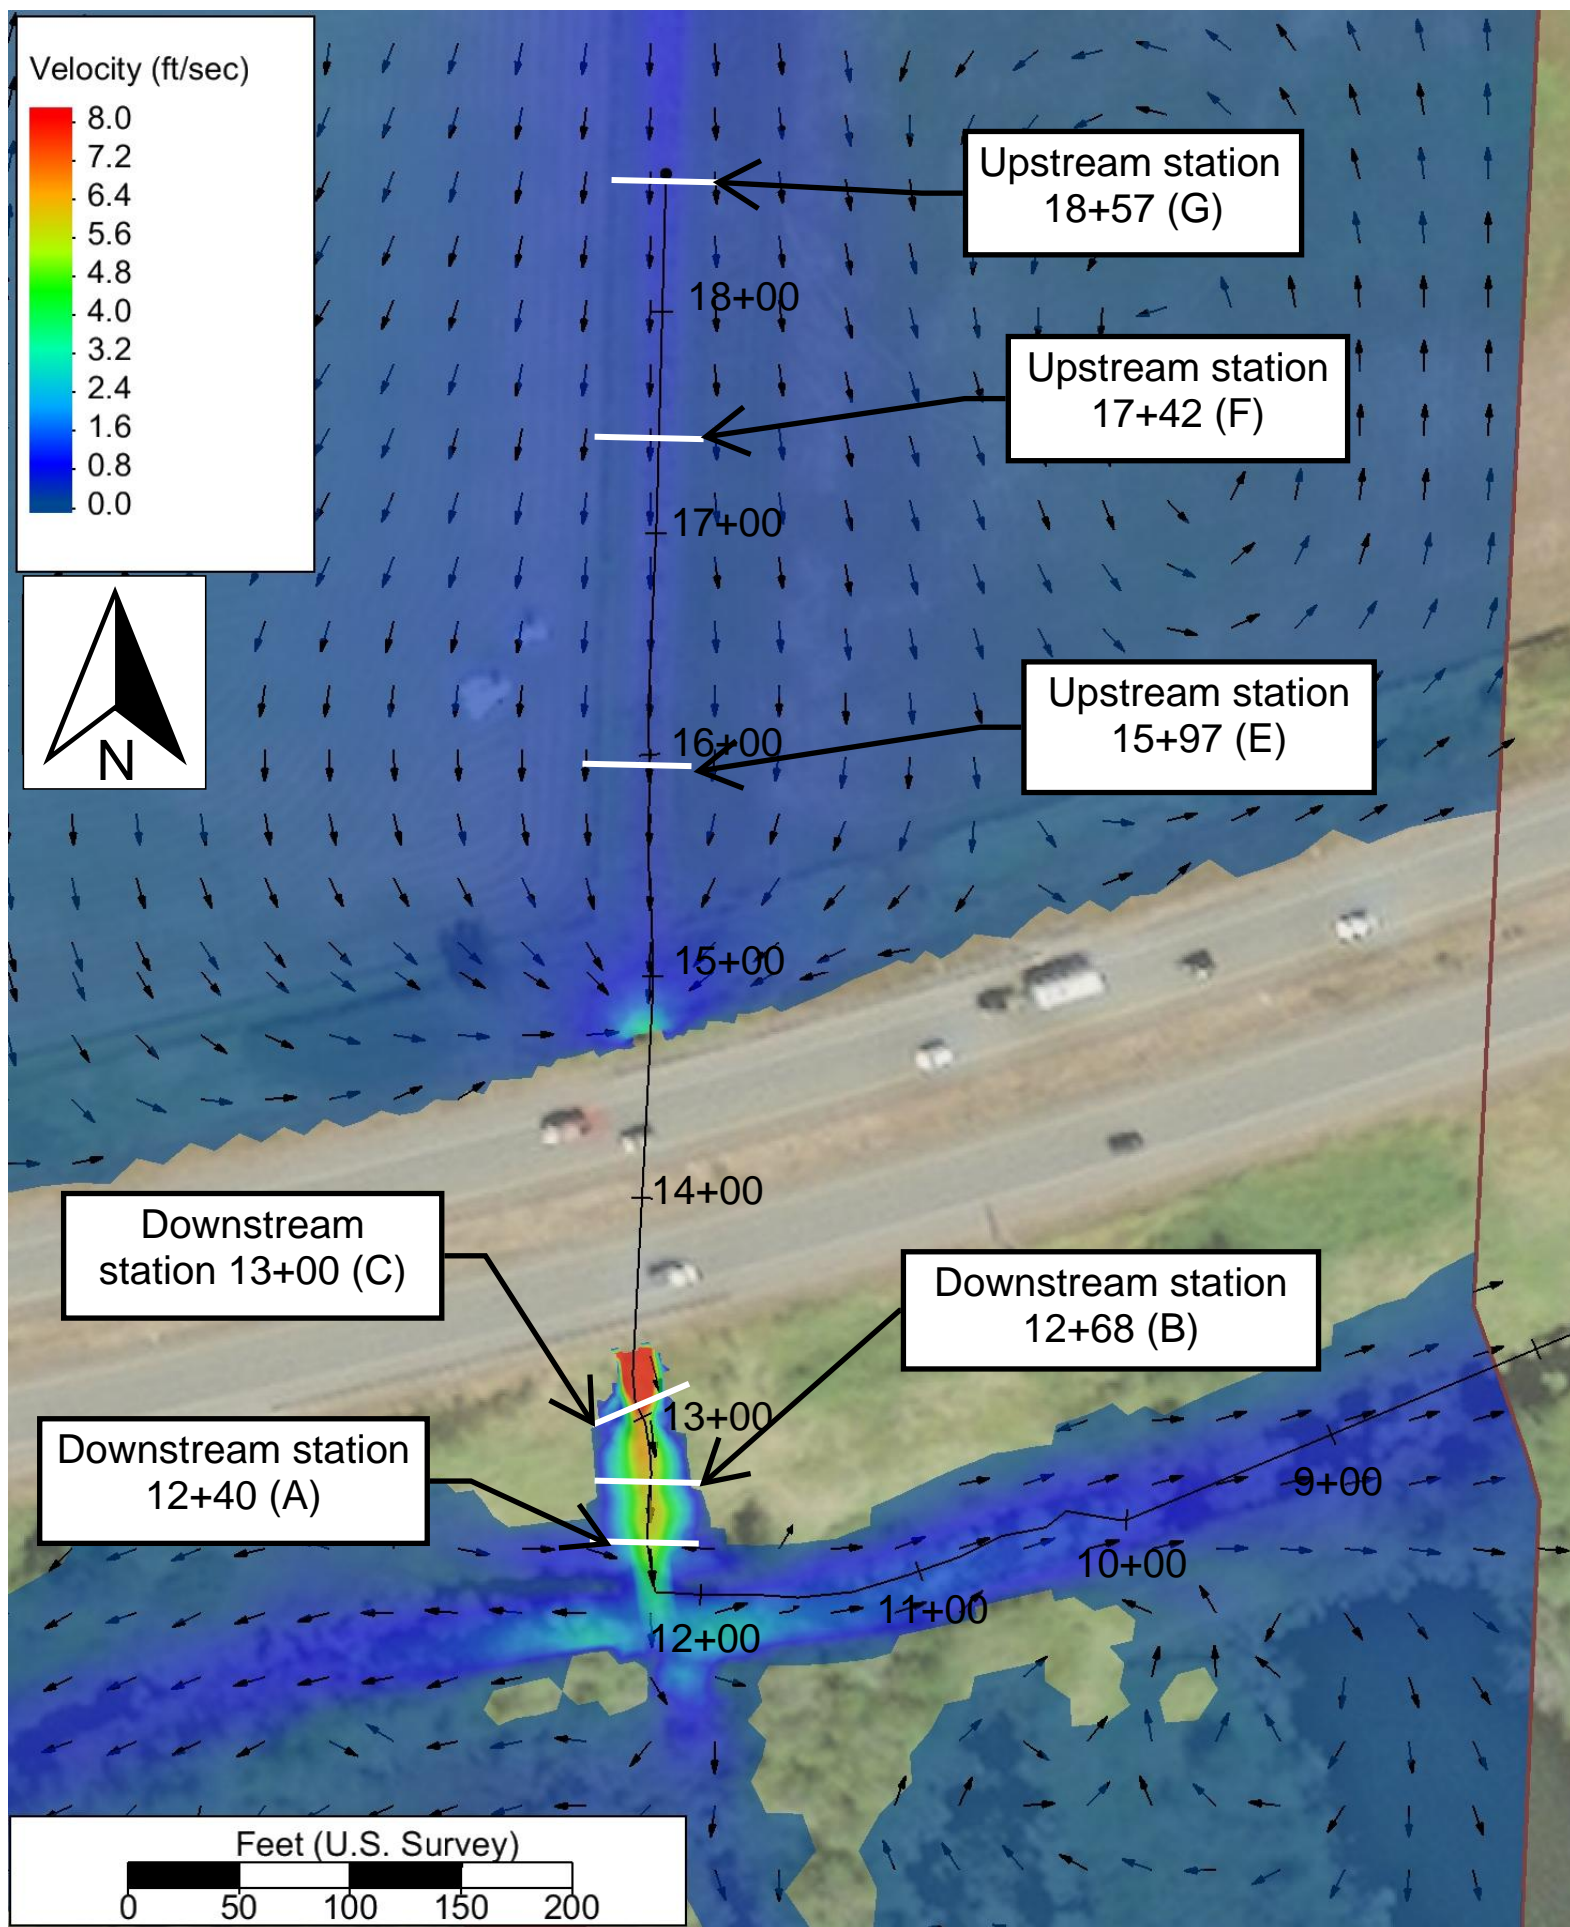 Velocity (ft/sec)
8.0
7.2
6.4
5.6
4.8
4.0
3.2
2.4
1.6
0.8
0.0
N
Upstream station
18+57 (G)
18+00
Upstream station
17+42 (F)
17+00
Upstream station
15+97 (E)
16+00
15+00
14+00
Downstream
station 13+00 (C)
Downstream station
12+68 (B)
13+00
Downstream station
12+40 (A)
9+00
10+00
11+00
12+00
Feet (U.S. Survey)
0 50 100 150 200